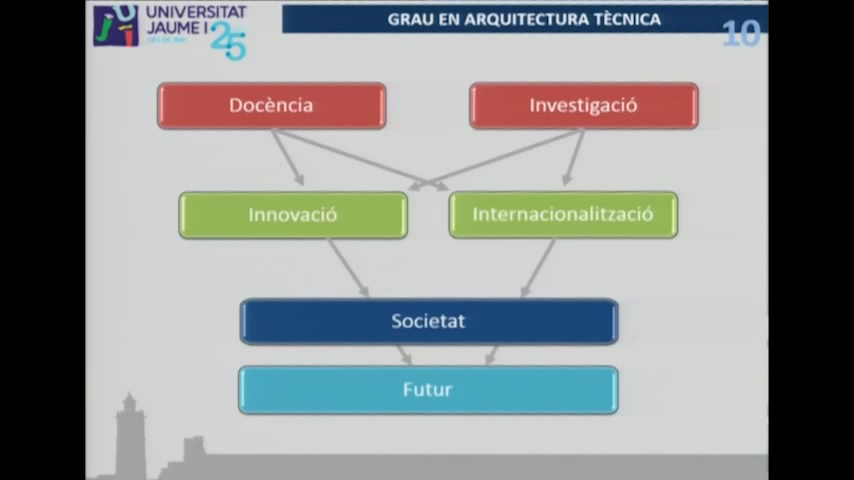 UNIVERSITAT
JAUME I
25
GRAU EN ARQUITECTURA TÈCNICA
10
Docència
Investigació
Innovació
Internacionalització
Societat
Futur